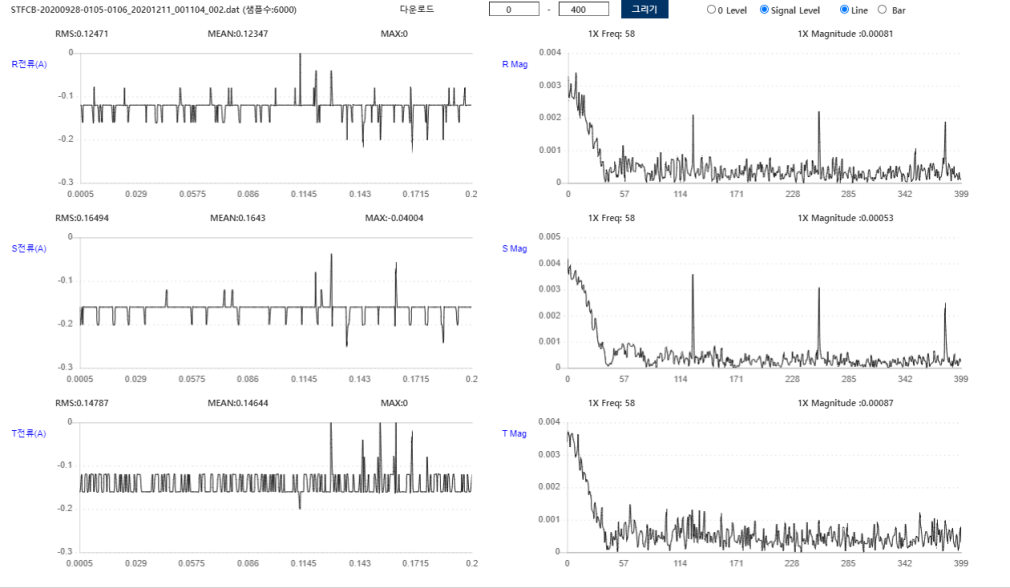 STFCB-20200928-0105-0106_20201211_001104_002.dat (샘플수:6000) 다운로드 0 - 400 그리기 0 Level Signal Level Line Bar
RMS:0.12471 MEAN:0.12347 MAX:0
R전류(A)
0
-0.1
-0.2
-0.3
0.0005 0.029 0.0575 0.086 0.1145 0.143 0.1715 0.2
1X Freq: 58 1X Magnitude :0.00081
R Mag
0.004
0.003
0.002
0.001
0
0 57 114 171 228 285 342 399
RMS:0.16494 MEAN:0.1643 MAX:-0.04004
S전류(A)
0
-0.1
-0.2
-0.3
0.0005 0.029 0.0575 0.086 0.1145 0.143 0.1715 0.2
1X Freq: 58 1X Magnitude :0.00053
S Mag
0.005
0.004
0.003
0.002
0.001
0
0 57 114 171 228 285 342 399
RMS:0.14787 MEAN:0.14644 MAX:0
T전류(A)
0
-0.1
-0.2
-0.3
0.0005 0.029 0.0575 0.086 0.1145 0.143 0.1715 0.2
1X Freq: 58 1X Magnitude :0.00087
T Mag
0.004
0.003
0.002
0.001
0
0 57 114 171 228 285 342 399